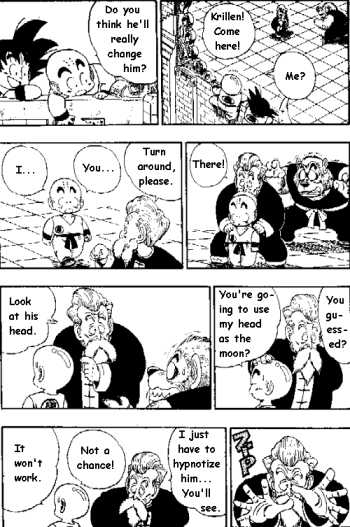 Do you
think he'll
really
change
him?
Krillen!
Come
here!
Me?
I...
You...
Turn
around,
please.
There!
Look
at his
head.
You're go-
ing to use
my head
as the
moon?
You
gu-
ess-
ed?
It
won't
work.
Not a
chance!
I just
have to
hypnotize
him...
You'll
see.
ZIP